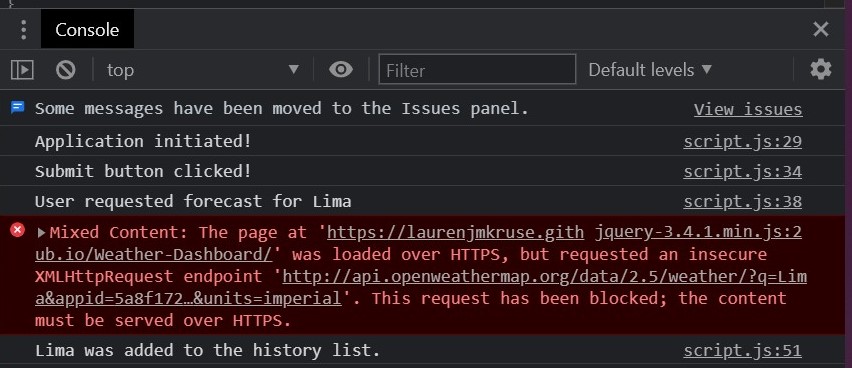 Console
top
Filter
Default levels
Some messages have been moved to the Issues panel. View issues
Application initiated! script.js:29
Submit button clicked! script.js:34
User requested forecast for Lima script.js:38
Mixed Content: The page at 'https://laurenjmkruse.gith jquery-3.4.1.min.js:2
ub.io/Weather-Dashboard/' was loaded over HTTPS, but requested an insecure
XMLHttpRequest endpoint 'http://api.openweathermap.org/data/2.5/weather/?q=Lim
a&appid=5a8f172…&units=imperial'. This request has been blocked; the content
must be served over HTTPS.
Lima was added to the history list. script.js:51